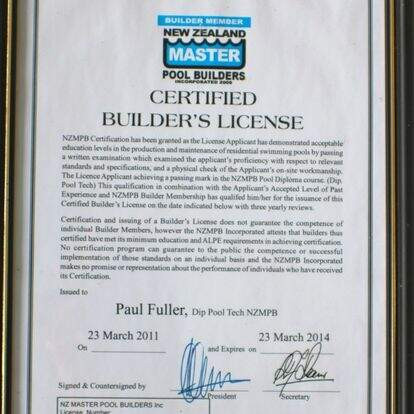 BUILDER MEMBER
NEW ZEALAND
MASTER
POOL BUILDERS
INCORPORATED 2000
CERTIFIED
BUILDER'S LICENSE
NZMPB Certification has been granted as the License Applicant has demonstrated acceptable
education levels in the production and maintenance of residential swimming pools by passing
a written examination which examined the applicant's proficiency with respect to relevant
standards and specifications, and a physical check of the Applicant's on-site workmanship.
The Licence Applicant achieving a passing mark in the NZMPB Pool Diploma course, (Dip.
Pool Tech) This qualification in combination with the Applicant's Accepted Level of Past
Experience and NZMPB Builder Membership has qualified him/her for the issuance of this
Certified Builder's License on the date indicated below with three yearly reviews.
Certification and issuing of a Builder's License does not guarantee the competence of
individual Builder Members, however the NZMPB Incorporated attests that builders thus
certified have met its minimum education and ALPE requirements in achieving certification.
No certification program can guarantee to the public the competence or successful
implementation of those standards on an individual basis and the NZMPB Incorporated
makes no promise or representation about the performance of individuals who have received
its Certification.
Issued to
Paul Fuller, Dip Pool Tech NZMPB
23 March 2011 23 March 2014
On and Expires on
Signed & Countersigned by President Secretary
NZ MASTER POOL BUILDERS Inc
License Number